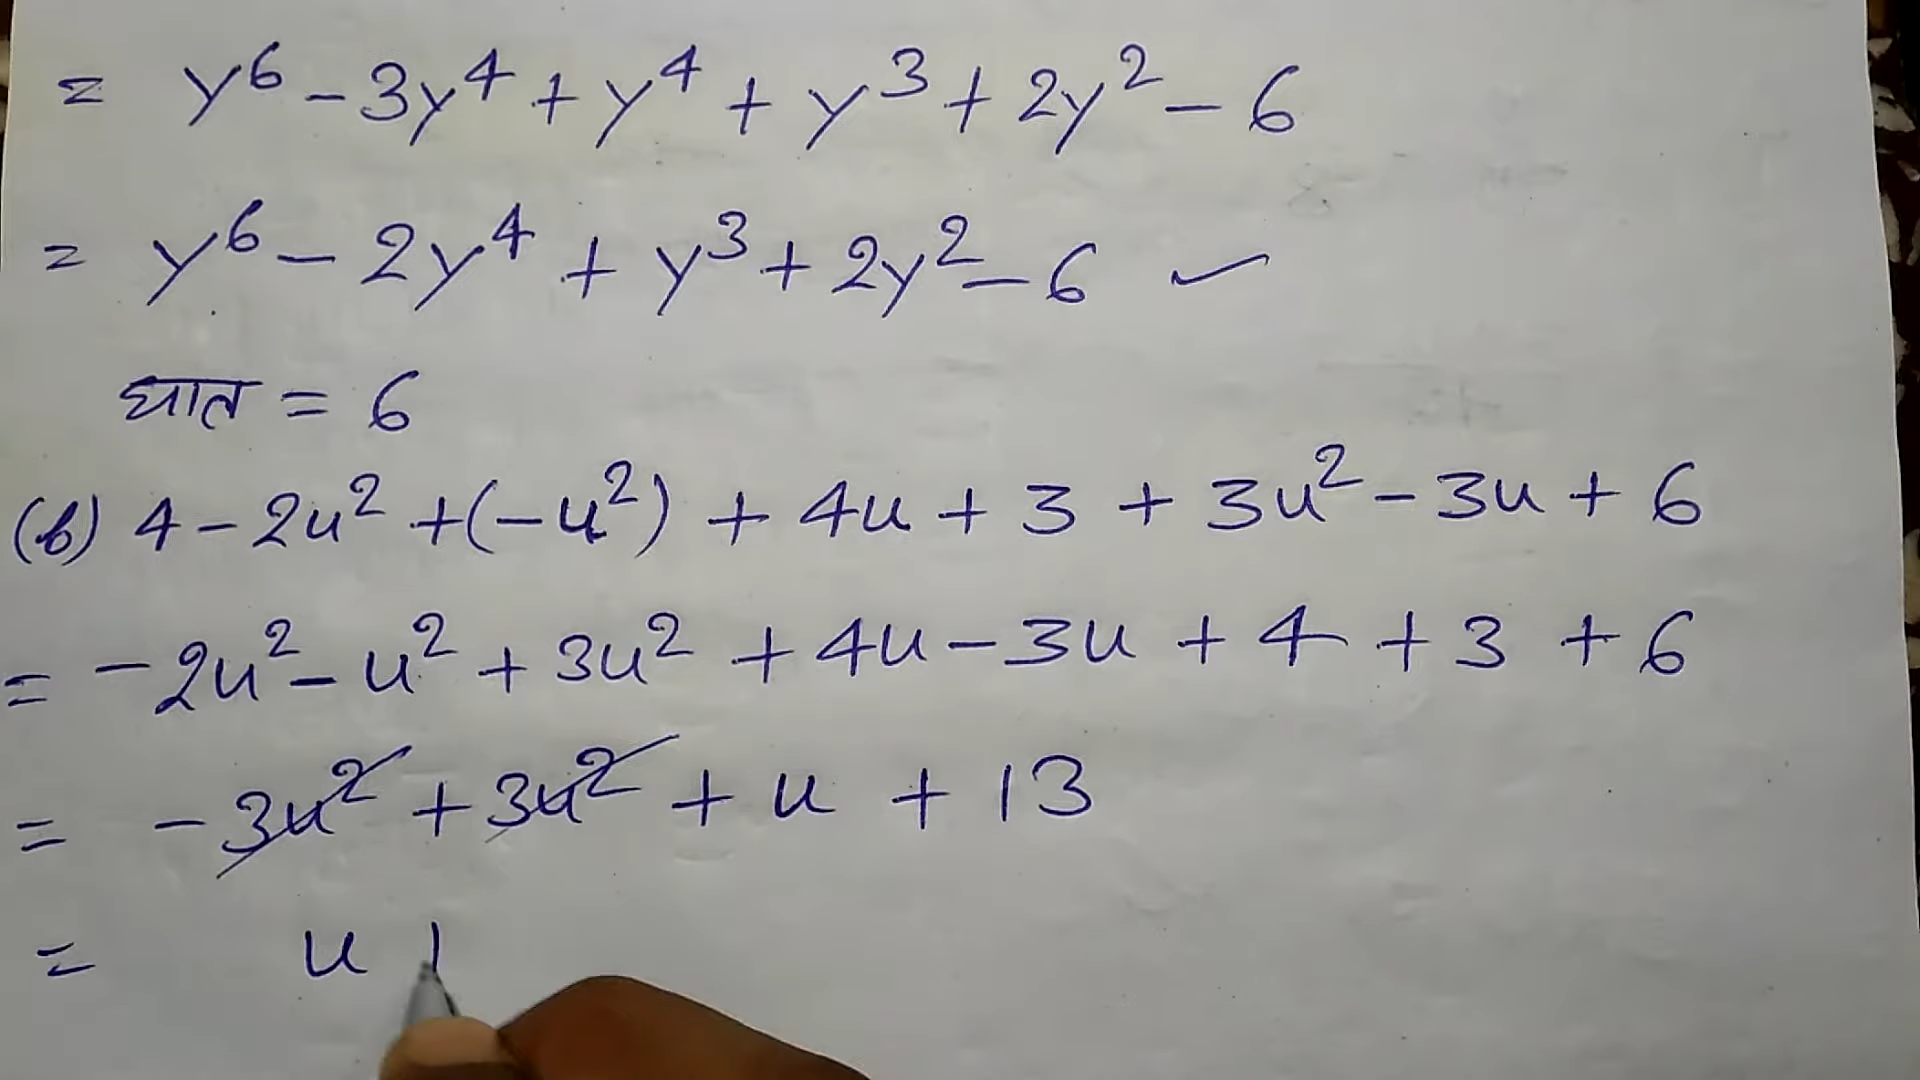 = y⁶ - 3y⁴ + y⁴ + y³ + 2y² - 6
= y⁶ - 2y⁴ + y³ + 2y² - 6 ✓
घात = 6
(b) 4 - 2u² + (-u²) + 4u + 3 + 3u² - 3u + 6
= -2u² - u² + 3u² + 4u - 3u + 4 + 3 + 6
= -3u² + 3u² + u + 13
= u